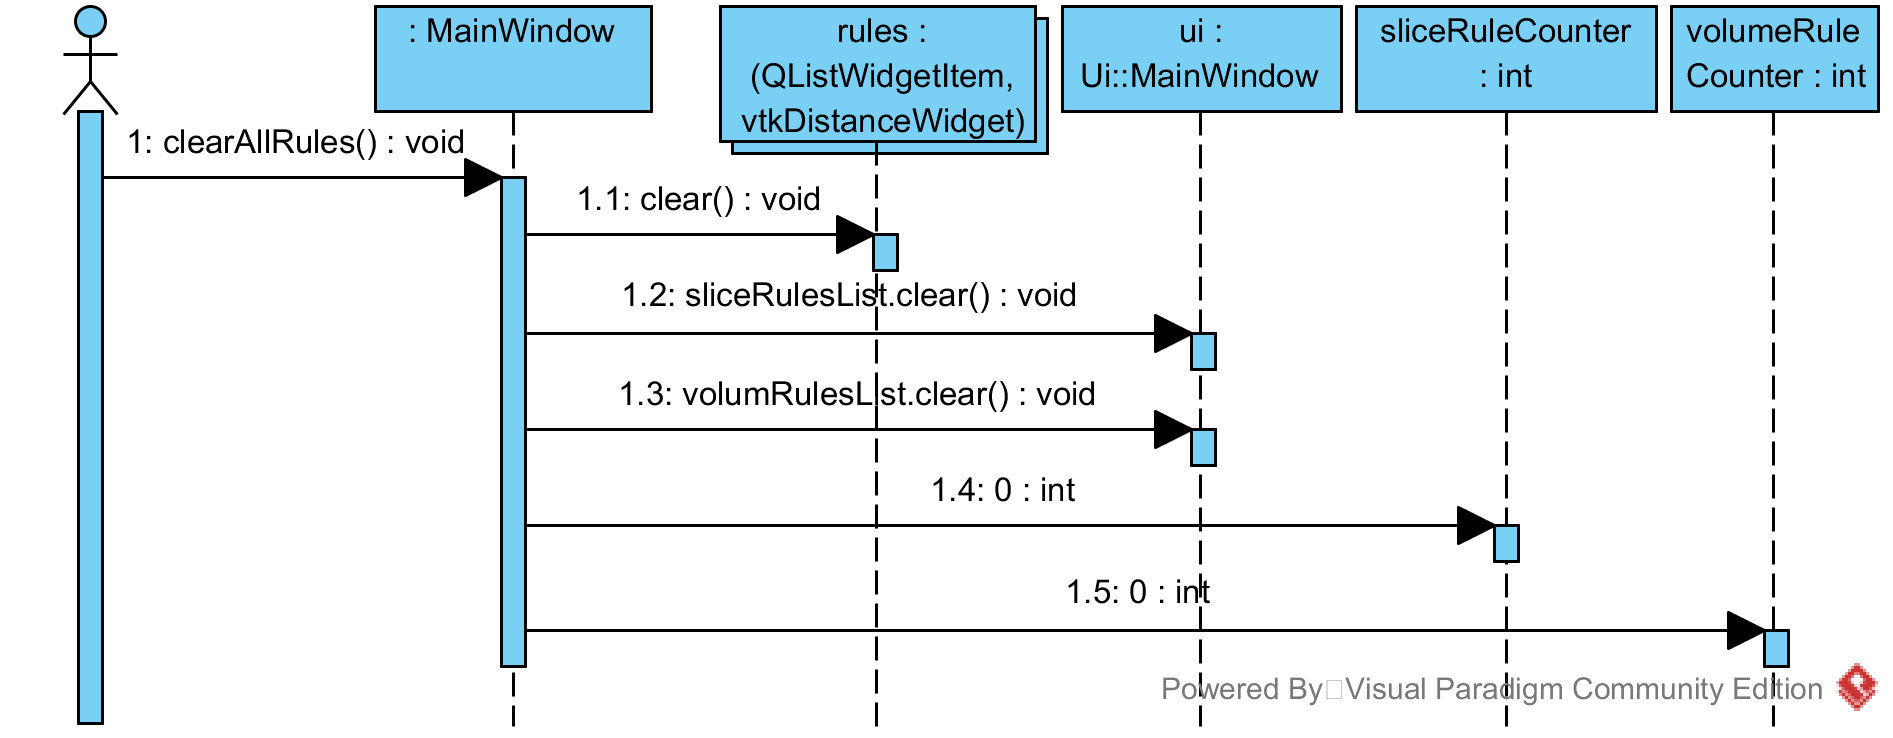 : MainWindow
rules :
(QListWidgetItem,
vtkDistanceWidget)
ui :
Ui::MainWindow
sliceRuleCounter
: int
volumeRule
Counter : int
1: clearAllRules() : void
1.1: clear() : void
1.2: sliceRulesList.clear() : void
1.3: volumRulesList.clear() : void
1.4: 0 : int
1.5: 0 : int
Powered By Visual Paradigm Community Edition